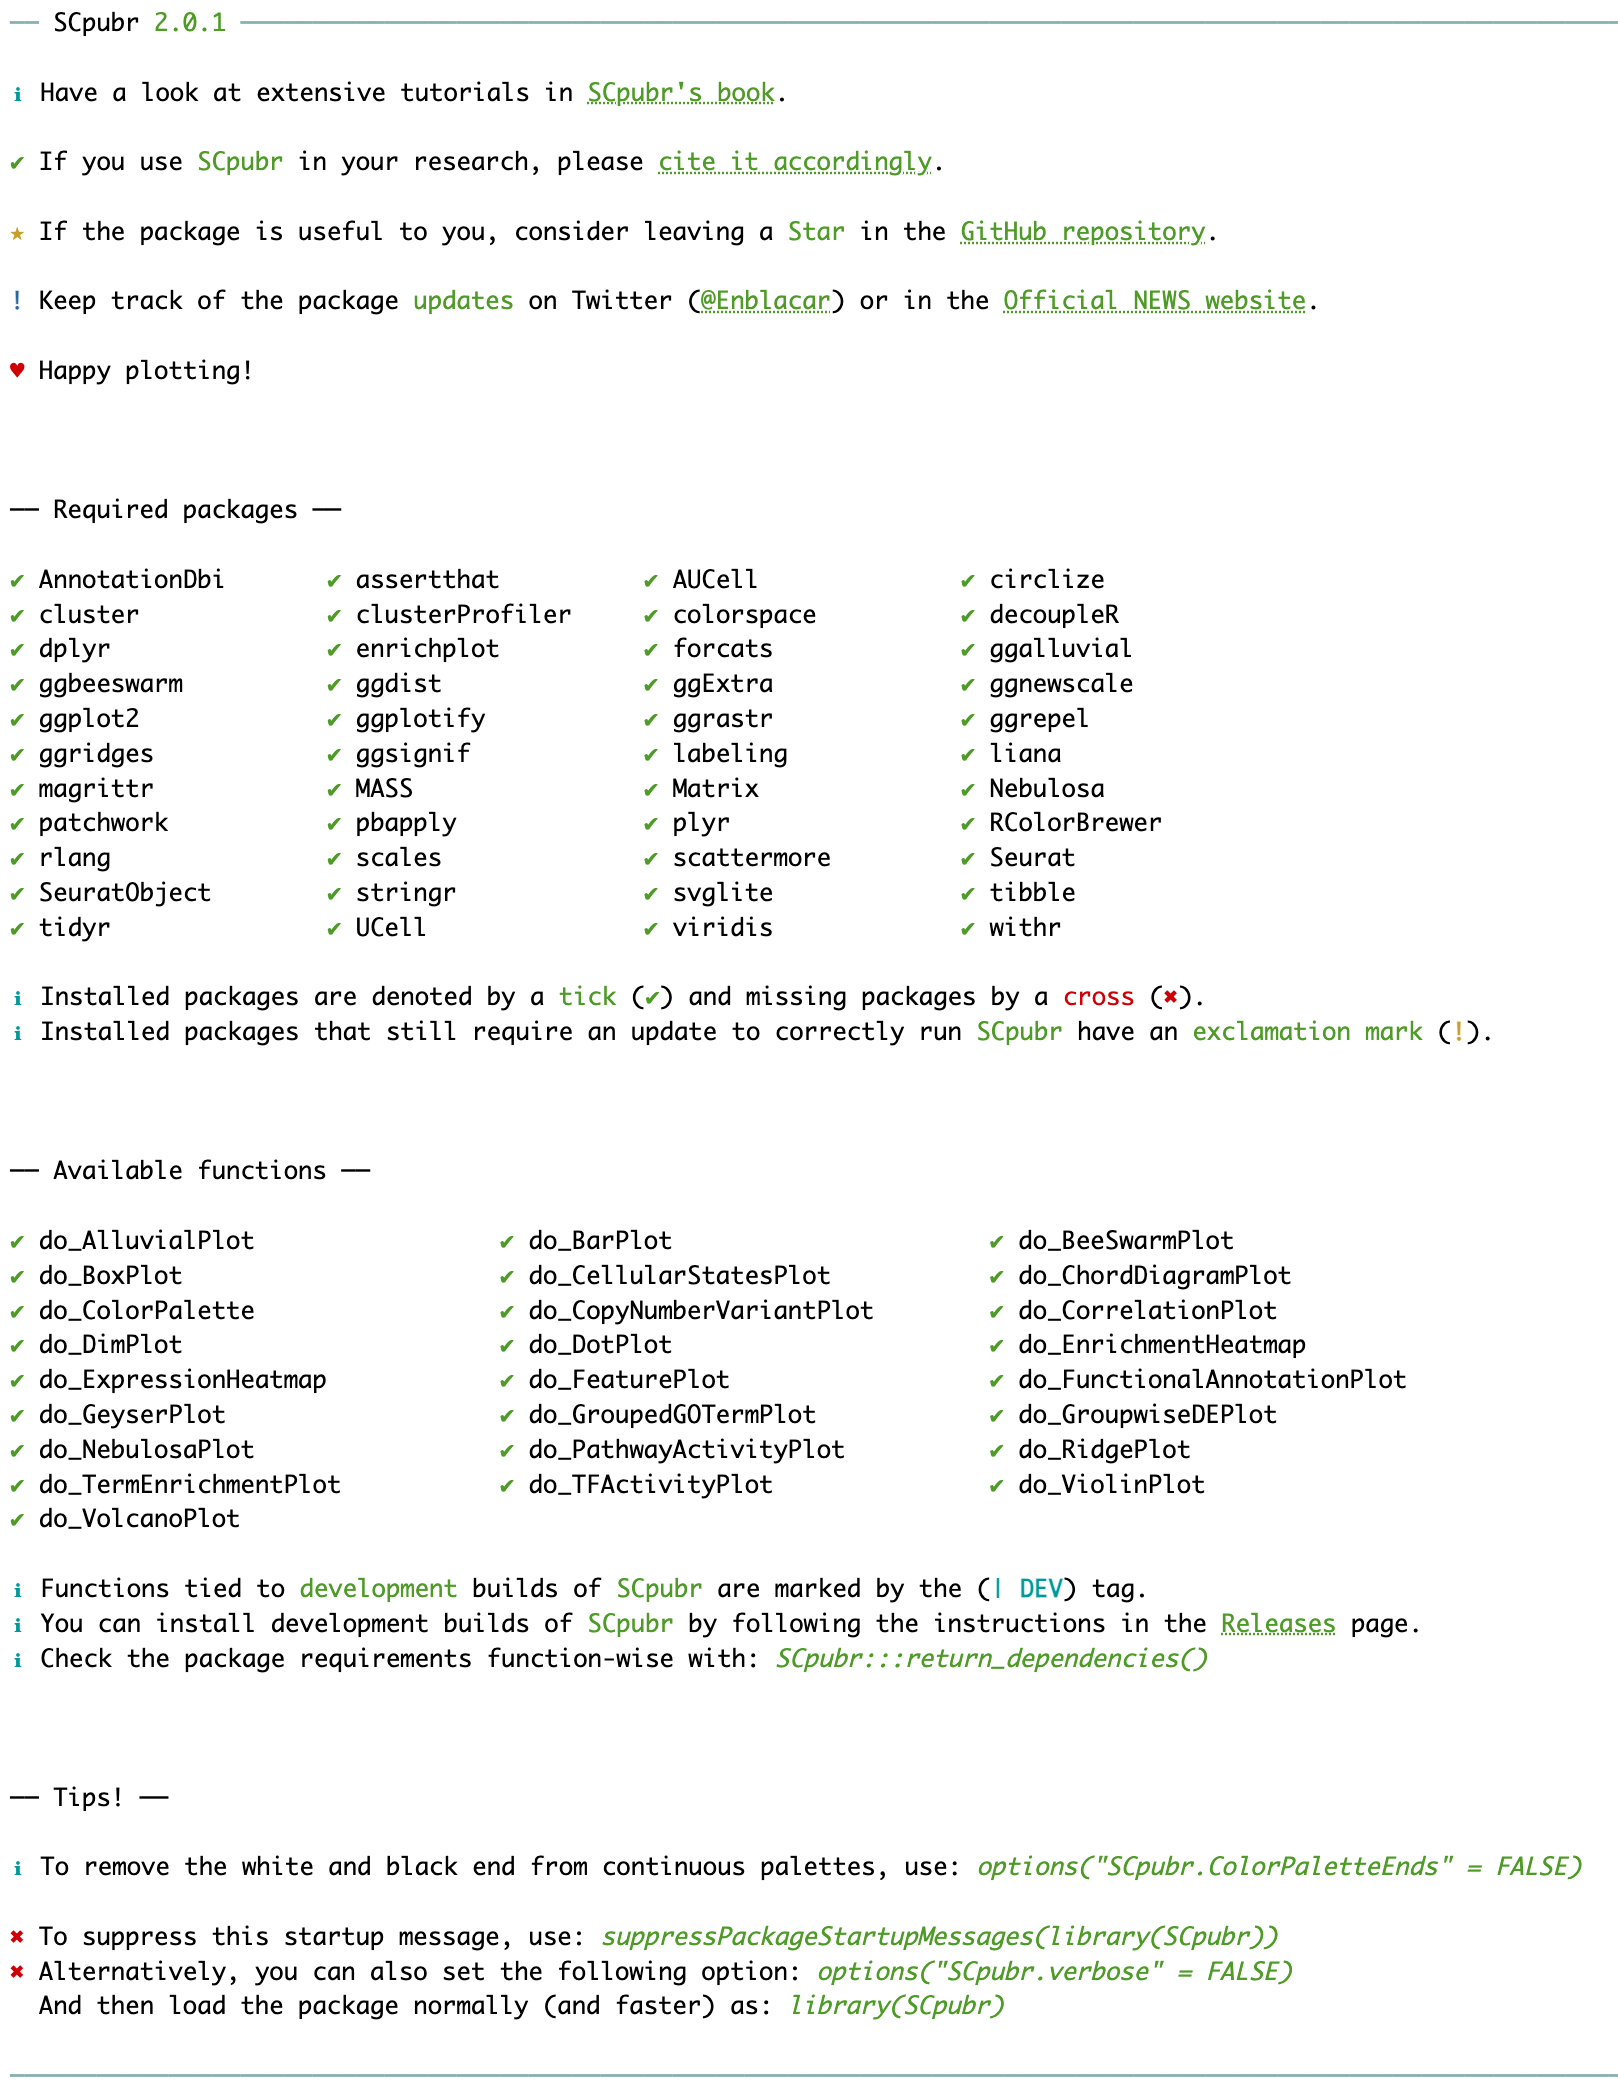 ── SCpubr 2.0.1 ──
ℹ Have a look at extensive tutorials in SCpubr's book.
✔ If you use SCpubr in your research, please cite it accordingly.
★ If the package is useful to you, consider leaving a Star in the GitHub repository.
! Keep track of the package updates on Twitter (@Enblacar) or in the Official NEWS website.
♥ Happy plotting!
── Required packages ──
✔ AnnotationDbi ✔ assertthat ✔ AUCell ✔ circlize
✔ cluster ✔ clusterProfiler ✔ colorspace ✔ decoupleR
✔ dplyr ✔ enrichplot ✔ forcats ✔ ggalluvial
✔ ggbeeswarm ✔ ggdist ✔ ggExtra ✔ ggnewscale
✔ ggplot2 ✔ ggplotify ✔ ggrastr ✔ ggrepel
✔ ggridges ✔ ggsignif ✔ labeling ✔ liana
✔ magrittr ✔ MASS ✔ Matrix ✔ Nebulosa
✔ patchwork ✔ pbapply ✔ plyr ✔ RColorBrewer
✔ rlang ✔ scales ✔ scattermore ✔ Seurat
✔ SeuratObject ✔ stringr ✔ svglite ✔ tibble
✔ tidyr ✔ UCell ✔ viridis ✔ withr
ℹ Installed packages are denoted by a tick (✔) and missing packages by a cross (✖).
ℹ Installed packages that still require an update to correctly run SCpubr have an exclamation mark (!).
── Available functions ──
✔ do_AlluvialPlot ✔ do_BarPlot ✔ do_BeeSwarmPlot
✔ do_BoxPlot ✔ do_CellularStatesPlot ✔ do_ChordDiagramPlot
✔ do_ColorPalette ✔ do_CopyNumberVariantPlot ✔ do_CorrelationPlot
✔ do_DimPlot ✔ do_DotPlot ✔ do_EnrichmentHeatmap
✔ do_ExpressionHeatmap ✔ do_FeaturePlot ✔ do_FunctionalAnnotationPlot
✔ do_GeyserPlot ✔ do_GroupedGOTermPlot ✔ do_GroupwiseDEPlot
✔ do_NebulosaPlot ✔ do_PathwayActivityPlot ✔ do_RidgePlot
✔ do_TermEnrichmentPlot ✔ do_TFActivityPlot ✔ do_ViolinPlot
✔ do_VolcanoPlot
ℹ Functions tied to development builds of SCpubr are marked by the (| DEV) tag.
ℹ You can install development builds of SCpubr by following the instructions in the Releases page.
ℹ Check the package requirements function-wise with: SCpubr:::return_dependencies()
── Tips! ──
ℹ To remove the white and black end from continuous palettes, use: options("SCpubr.ColorPaletteEnds" = FALSE)
✖ To suppress this startup message, use: suppressPackageStartupMessages(library(SCpubr))
✖ Alternatively, you can also set the following option: options("SCpubr.verbose" = FALSE)
And then load the package normally (and faster) as: library(SCpubr)